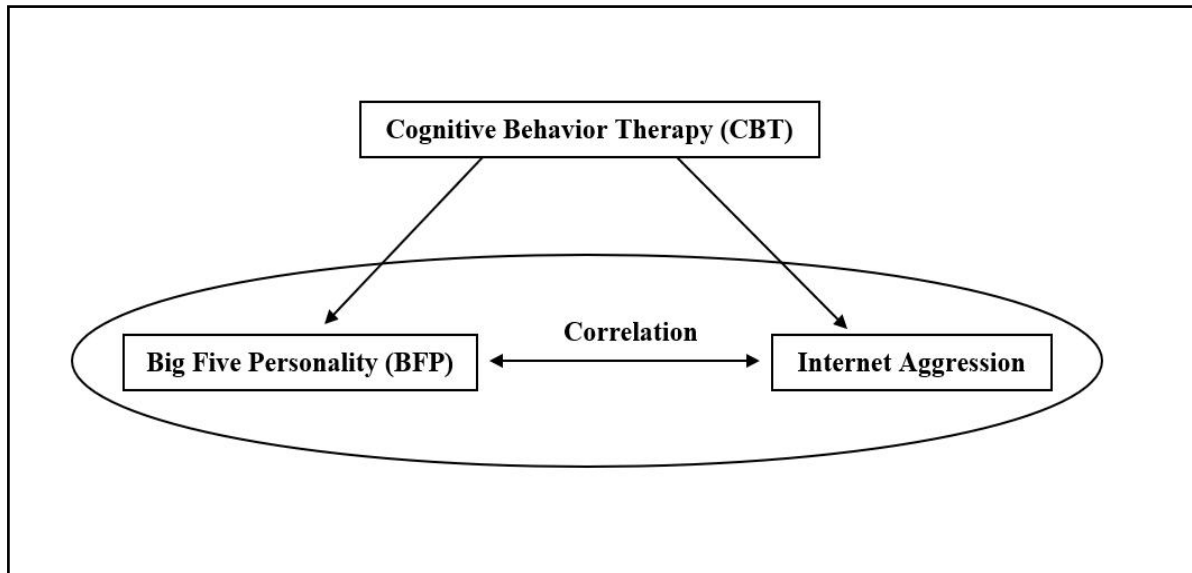 Cognitive Behavior Therapy (CBT)
Correlation
Big Five Personality (BFP)
Internet Aggression